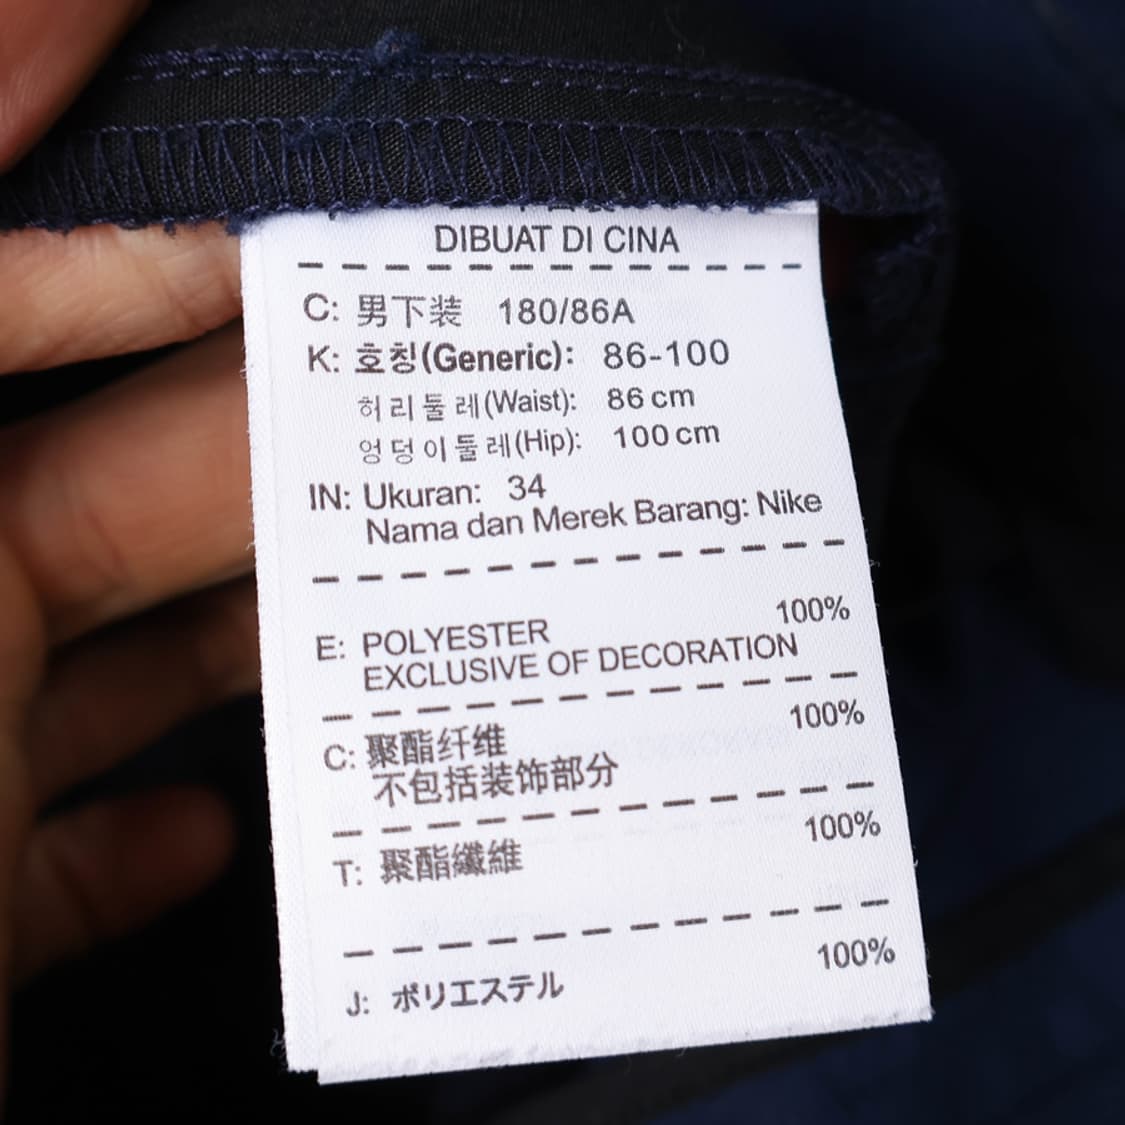 DIBUAT DI CINA
C: 男下装 180/86A
K: 호칭(Generic): 86-100
허리둘레(Waist): 86 cm
엉덩이둘레(Hip): 100 cm
IN: Ukuran: 34
Nama dan Merek Barang: Nike
E: POLYESTER 100%
EXCLUSIVE OF DECORATION
C: 聚酯纤维 100%
不包括装饰部分
T: 聚酯纖維 100%
J: ポリエステル 100%